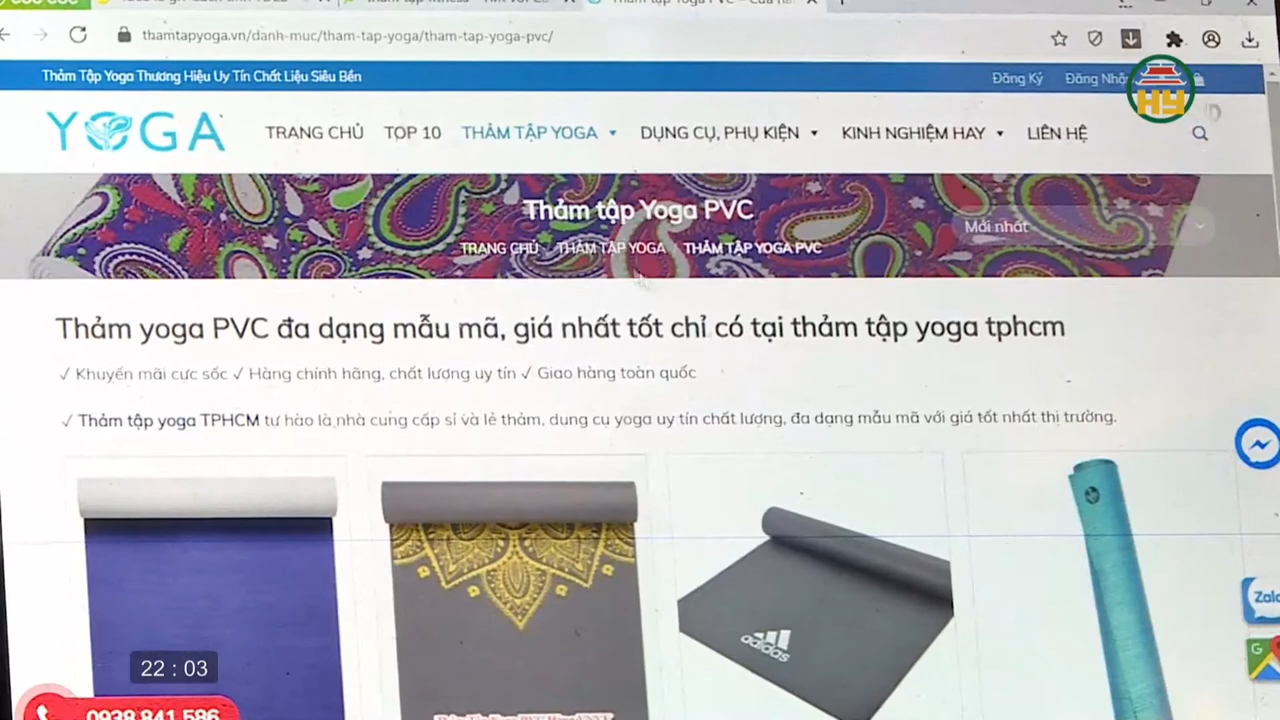 thamtapyoga.vn/danh-muc/tham-tap-yoga/tham-tap-yoga-pvc/
Thảm Tập Yoga Thương Hiệu Uy Tín Chất Liệu Siêu Bền
Đăng Ký
HY
YOGA
TRANG CHỦ
TOP 10
THẢM TẬP YOGA
DỤNG CỤ, PHỤ KIỆN
KINH NGHIỆM HAY
LIÊN HỆ
Thảm tập Yoga PVC
Mới nhất
TRANG CHỦ / THẢM TẬP YOGA / THẢM TẬP YOGA PVC
Thảm yoga PVC đa dạng mẫu mã, giá nhất tốt chỉ có tại thảm tập yoga tphcm
√ Khuyến mãi cực sốc √ Hàng chính hãng, chất lượng uy tín √ Giao hàng toàn quốc
√ Thảm tập yoga TPHCM tư hào là nhà cung cấp sỉ và lẻ thảm, dung cu yoga uy tín chất lượng, đa dạng mẫu mã với giá tốt nhất thị trường.
adidas
22 : 03
0938 841 586